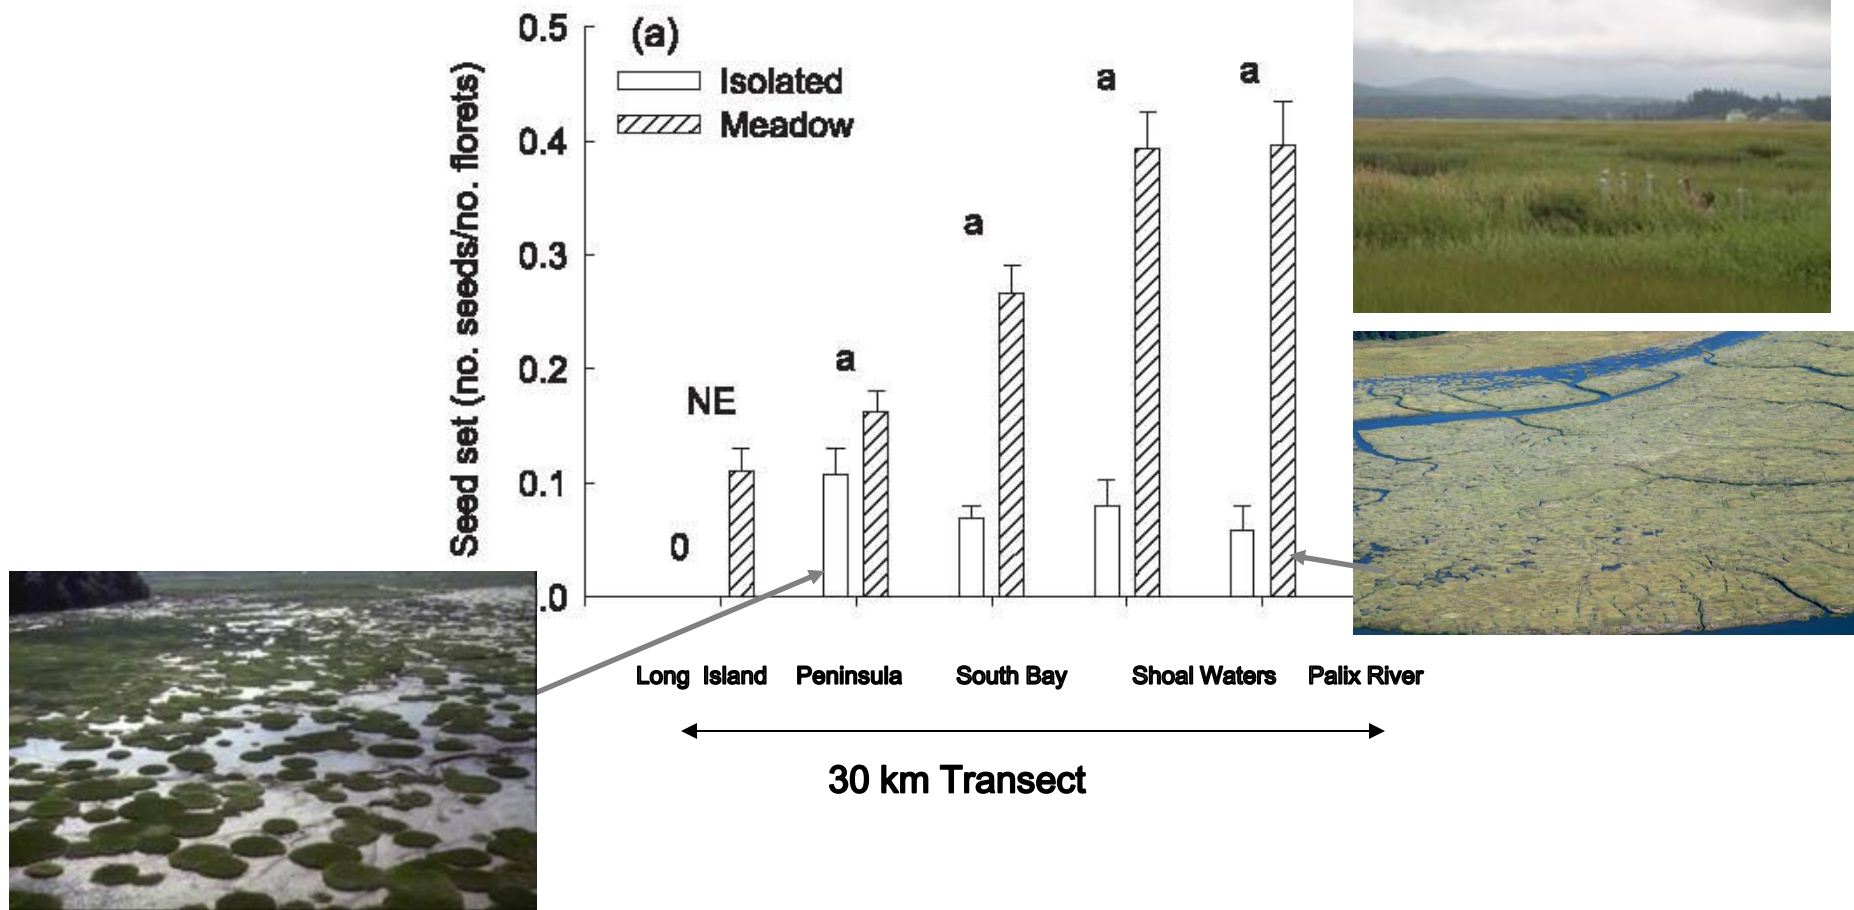 (a)
Isolated
Meadow
Seed set (no. seeds/no. florets)
0.5
0.4
0.3
0.2
0.1
.0
0
NE
a
a
a
a
Long Island Peninsula South Bay Shoal Waters Palix River
30 km Transect